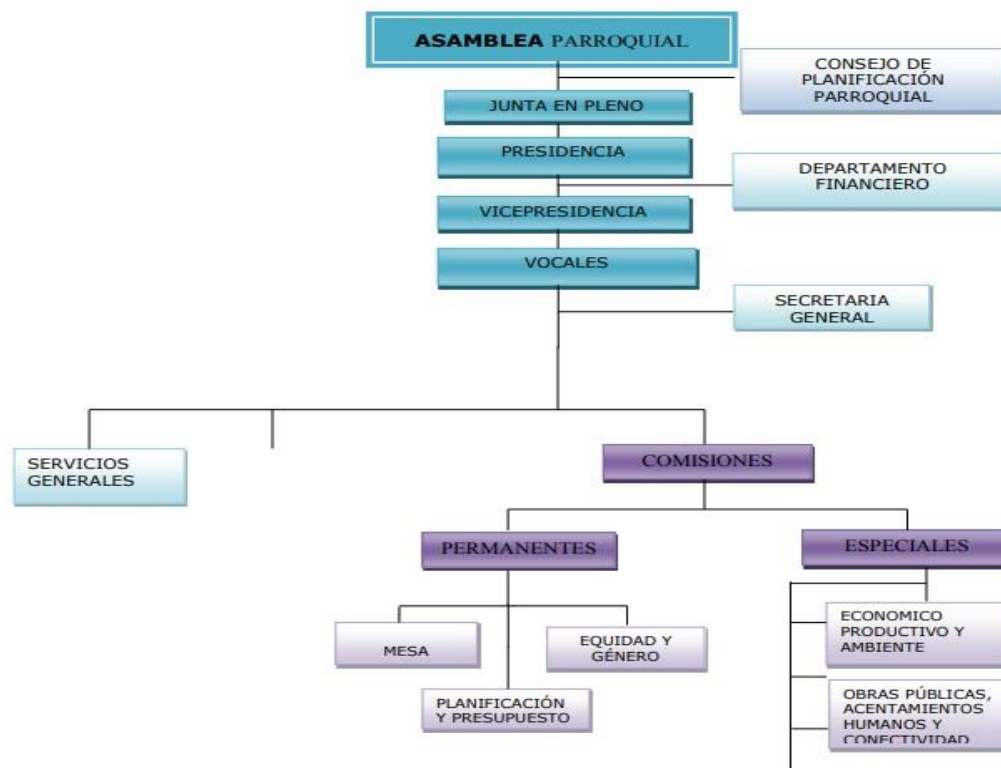 ASAMBLEA PARROQUIAL
CONSEJO DE
PLANIFICACIÓN
PARROQUIAL
JUNTA EN PLENO
PRESIDENCIA
DEPARTAMENTO
FINANCIERO
VICEPRESIDENCIA
VOCALES
SECRETARIA
GENERAL
SERVICIOS
GENERALES
COMISIONES
PERMANENTES
ESPECIALES
MESA
EQUIDAD Y
GÉNERO
PLANIFICACIÓN
Y PRESUPUESTO
ECONOMICO
PRODUCTIVO Y
AMBIENTE
OBRAS PÚBLICAS,
ACENTAMIENTOS
HUMANOS Y
CONECTIVIDAD